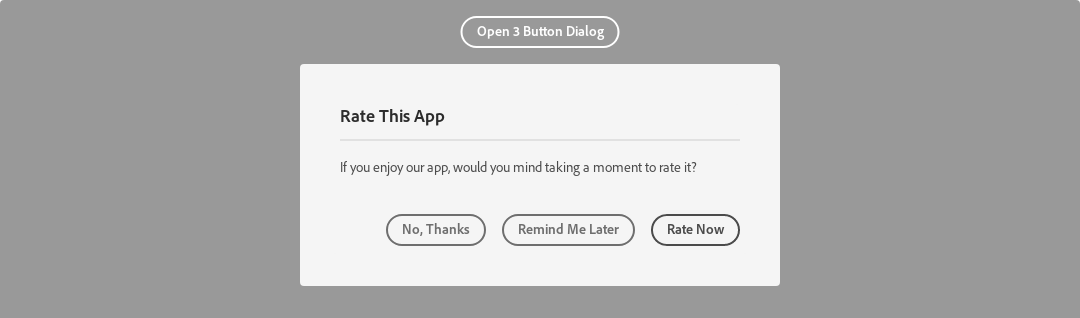 Open 3 Button Dialog
Rate This App
If you enjoy our app, would you mind taking a moment to rate it?
No, Thanks
Remind Me Later
Rate Now